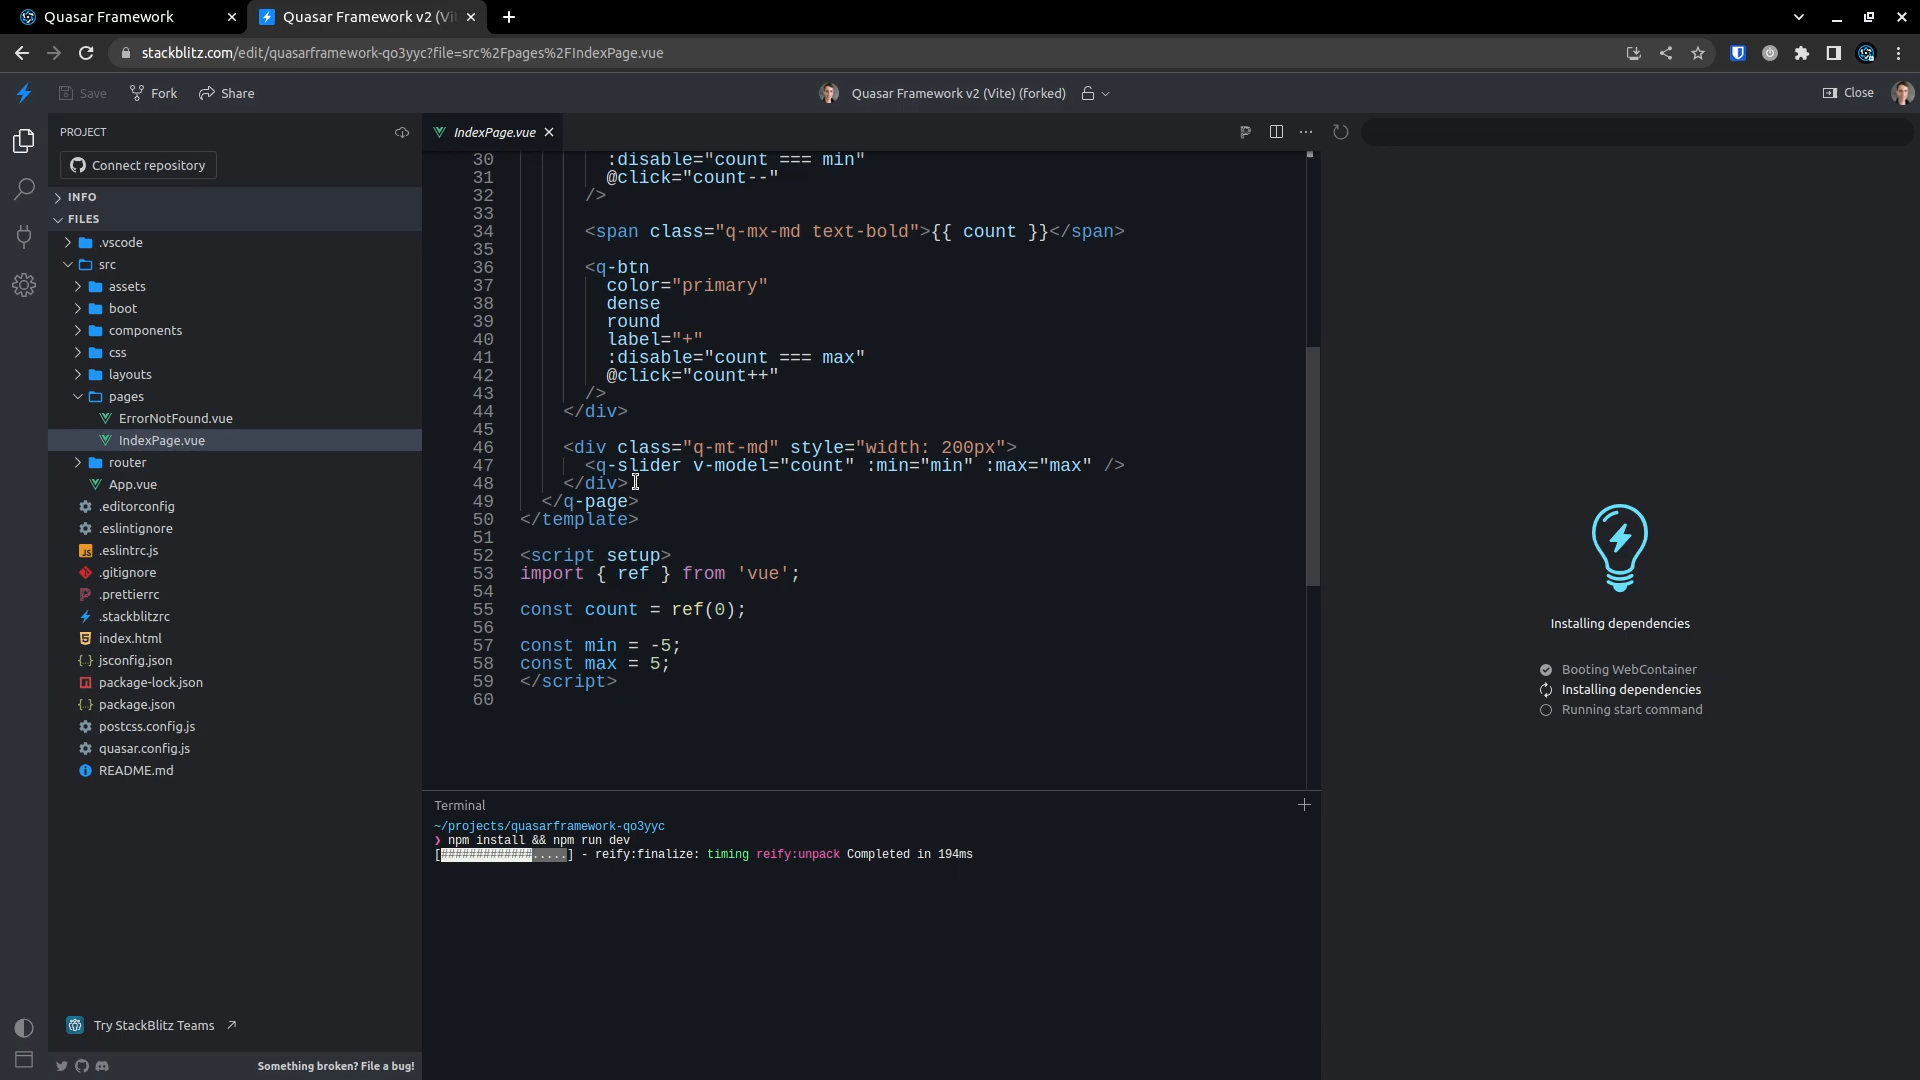 Quasar Framework
Quasar Framework v2 (Vi
stackblitz.com/edit/quasarframework-qo3yyc?file=src%2Fpages%2FIndexPage.vue
Save
Fork
Share
Quasar Framework v2 (Vite) (forked)
Close
PROJECT
Connect repository
INFO
FILES
.vscode
src
assets
boot
components
css
layouts
pages
ErrorNotFound.vue
IndexPage.vue
router
App.vue
.editorconfig
.eslintignore
.eslintrc.js
.gitignore
.prettierrc
.stackblitzrc
index.html
jsconfig.json
package-lock.json
package.json
postcss.config.js
quasar.config.js
README.md
Try StackBlitz Teams
Something broken? File a bug!
IndexPage.vue
30 :disable="count === min"
31 @click="count--"
32 />
33
34 <span class="q-mx-md text-bold">{{ count }}</span>
35
36 <q-btn
37 color="primary"
38 dense
39 round
40 label="+"
41 :disable="count === max"
42 @click="count++"
43 />
44 </div>
45
46 <div class="q-mt-md" style="width: 200px">
47 <q-slider v-model="count" :min="min" :max="max" />
48 </div>
49 </q-page>
50 </template>
51
52 <script setup>
53 import { ref } from 'vue';
54
55 const count = ref(0);
56
57 const min = -5;
58 const max = 5;
59 </script>
60
Terminal
~/projects/quasarframework-qo3yyc
❯ npm install && npm run dev
[#############.....] - reify:finalize: timing reify:unpack Completed in 194ms
Installing dependencies
Booting WebContainer
Installing dependencies
Running start command